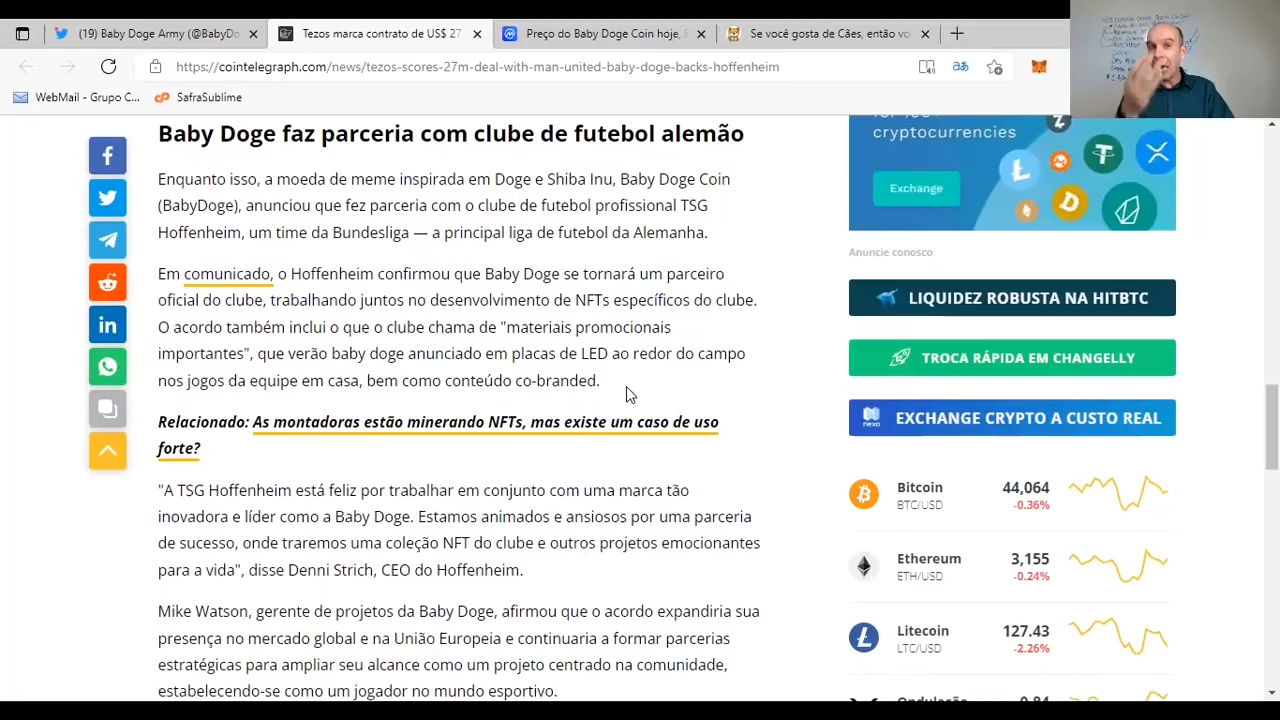 (19) Baby Doge Army (@BabyDo
Tezos marca contrato de US$ 27
Preço do Baby Doge Coin hoje,
Se você gosta de Cães, então vo
https://cointelegraph.com/news/tezos-scores-27m-deal-with-man-united-baby-doge-backs-hoffenheim
WebMail - Grupo C...
SafraSublime
Baby Doge faz parceria com clube de futebol alemão
Enquanto isso, a moeda de meme inspirada em Doge e Shiba Inu, Baby Doge Coin
(BabyDoge), anunciou que fez parceria com o clube de futebol profissional TSG
Hoffenheim, um time da Bundesliga — a principal liga de futebol da Alemanha.
Em comunicado, o Hoffenheim confirmou que Baby Doge se tornará um parceiro
oficial do clube, trabalhando juntos no desenvolvimento de NFTs específicos do clube.
O acordo também inclui o que o clube chama de "materiais promocionais
importantes", que verão baby doge anunciado em placas de LED ao redor do campo
nos jogos da equipe em casa, bem como conteúdo co-branded.
Relacionado: As montadoras estão minerando NFTs, mas existe um caso de uso
forte?
"A TSG Hoffenheim está feliz por trabalhar em conjunto com uma marca tão
inovadora e líder como a Baby Doge. Estamos animados e ansiosos por uma parceria
de sucesso, onde traremos uma coleção NFT do clube e outros projetos emocionantes
para a vida", disse Denni Strich, CEO do Hoffenheim.
Mike Watson, gerente de projetos da Baby Doge, afirmou que o acordo expandiria sua
presença no mercado global e na União Europeia e continuaria a formar parcerias
estratégicas para ampliar seu alcance como um projeto centrado na comunidade,
estabelecendo-se como um jogador no mundo esportivo.
cryptocurrencies
Exchange
Anuncie conosco
LIQUIDEZ ROBUSTA NA HITBTC
TROCA RÁPIDA EM CHANGELLY
nexo
EXCHANGE CRYPTO A CUSTO REAL
Bitcoin 44,064
BTC/USD -0.36%
Ethereum 3,155
ETH/USD -0.24%
Litecoin 127.43
LTC/USD -2.26%